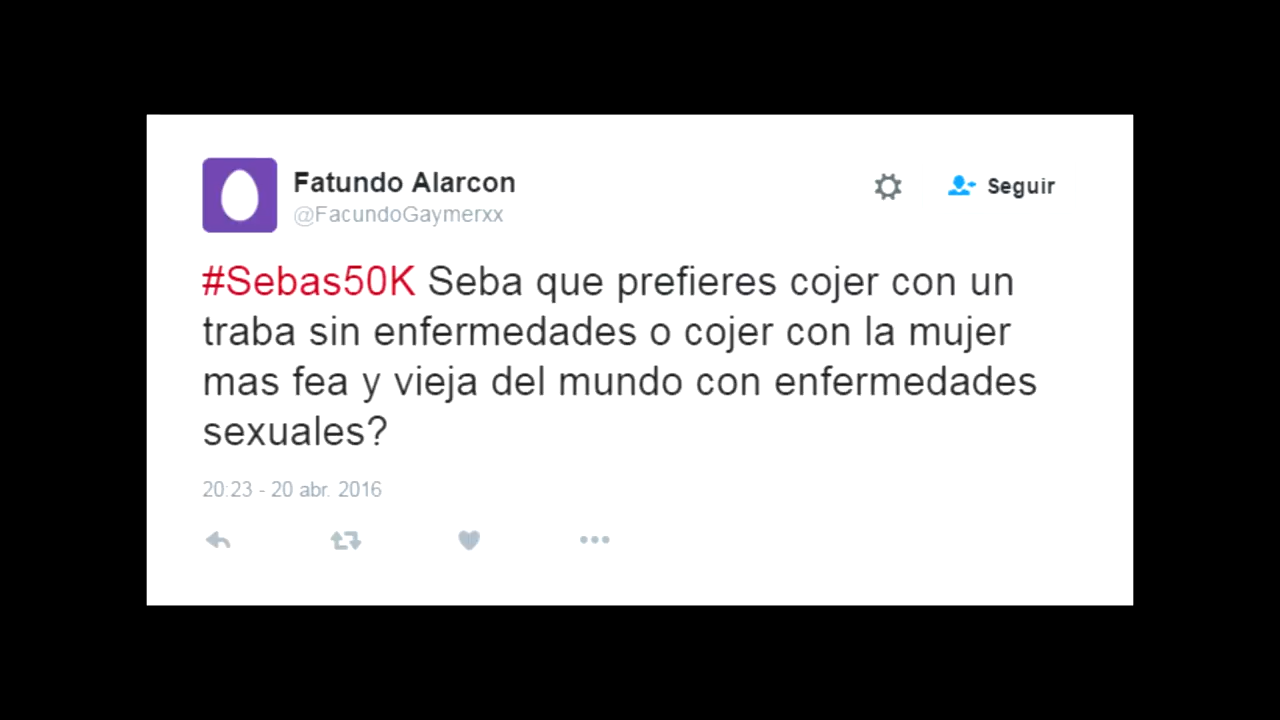 Fatundo Alarcon
@FacundoGaymerxx
Seguir
#Sebas50K Seba que prefieres cojer con un
traba sin enfermedades o cojer con la mujer
mas fea y vieja del mundo con enfermedades
sexuales?
20:23 - 20 abr. 2016